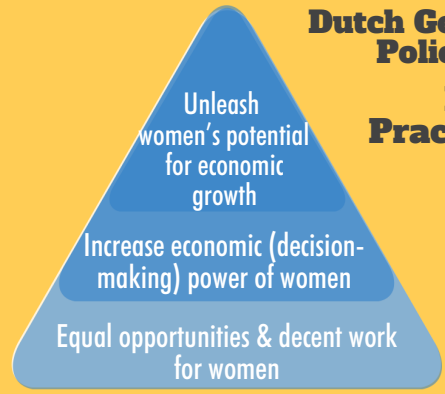 Dutch
Unleash
women's potential
for economic
growth
Increase economic (decision-
making) power of women
Equal opportunities & decent work
for women